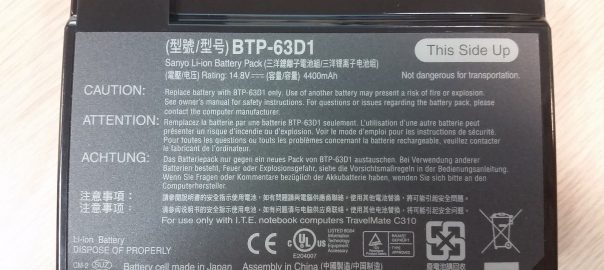 (型號/型号) BTP-63D1
This Side Up
Sanyo Li-ion Battery Pack (三洋鋰離子電池組/三洋锂离子电池组)
(電壓/电压) Rating: 14.8V (容量/容量) 4400mAh
Not dangerous for transportation.
CAUTION: Replace battery with BTP-63D1 only. Use of another battery may present a risk of fire or explosion.
See owner's manual for safety instructions. For questions or issues regarding the battery pack, please
contact the computer manufacturer.
ATTENTION: Remplacez la batterie par une batterie BTP-63D1 seulement. L'utilisation d'une autre batterie peut
présenter un risque d'incendie ou d'explosion. Voir le mode d'emploi pour les instructions de sécurité.
Pour toutes les questions ou touts les problèmes concernant la batterie rechargeable, veuillez contacter
le fabricant de l'ordinateur.
ACHTUNG: Das Batteriepack nur gegen ein neues Pack von BTP-63D1 austauschen. Bei Verwendung anderer
Batterien besteht, Feuer oder Explosionsgefahr, siehe die Vorsichtsmaßregeln in der Bedienungsanleitung.
Wenn Sie Fragen oder Kommentare bezüglich der Akkubatterie haben, wenden Sie sich bitte an den
Computerhersteller.
注意事項：
注意事项：
For use only with I.T.E. notebook computers TravelMate C310
Li-ion Battery
DISPOSE OF PROPERLY
LISTED
E204007
CM-2
Battery cell made in Japan
Assembly in China